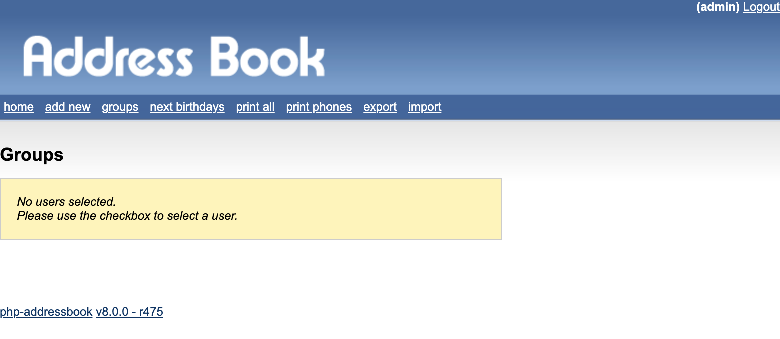 (admin) Logout
Address Book
home add new groups next birthdays print all print phones export import
Groups
No users selected.
Please use the checkbox to select a user.
php-addressbook v8.0.0 - r475